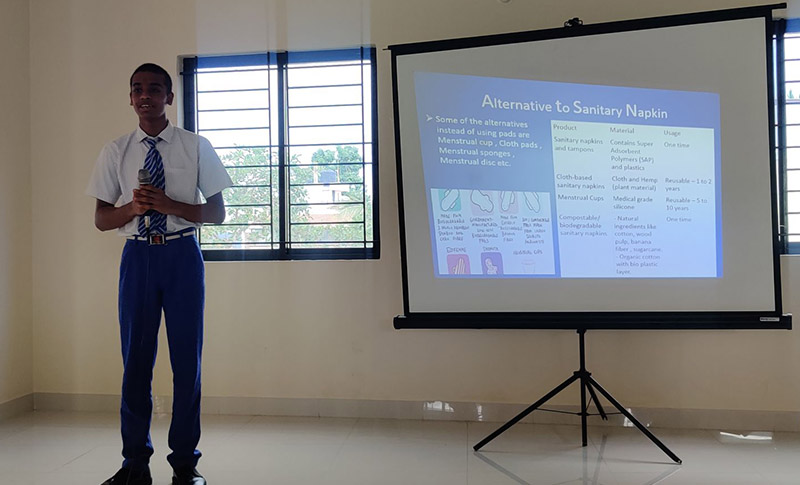 Alternative to Sanitary Napkin
➢ Some of the alternatives
instead of using pads are
Menstrual cup , Cloth pads ,
Menstrual sponges ,
Menstrual disc etc.
Product Material Usage
Sanitary napkins and tampons Contains Super Adsorbent Polymers (SAP) and plastics One time
Cloth-based sanitary napkins Cloth and Hemp (plant material) Reusable – 1 to 2 years
Menstrual Cups Medical grade silicone Reusable – 5 to 10 years
Compostable/ biodegradable sanitary napkins - Natural ingredients like cotton, wood pulp, banana fiber , sugarcane. - Organic cotton with bio plastic layer. One time